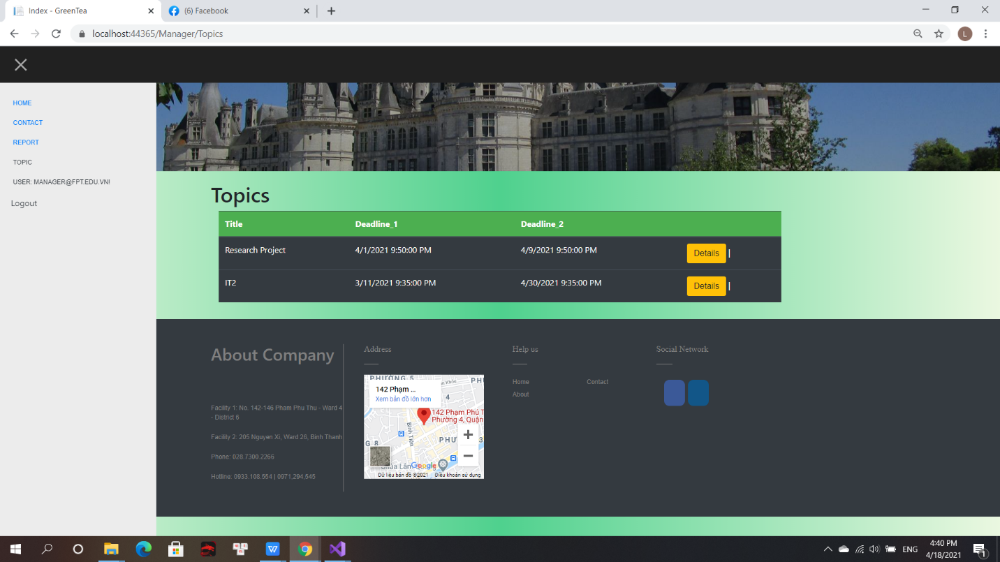 Index - GreenTea
(6) Facebook
localhost:44365/Manager/Topics
L
HOME
CONTACT
REPORT
TOPIC
USER: MANAGER@FPT.EDU.VN!
Logout
Topics
Title Deadline_1 Deadline_2
Research Project 4/1/2021 9:50:00 PM 4/9/2021 9:50:00 PM Details |
IT2 3/11/2021 9:35:00 PM 4/30/2021 9:35:00 PM Details |
About Company
Facility 1: No. 142-146 Pham Phu Thu - Ward 4
- District 6
Facility 2: 205 Nguyen Xi, Ward 26, Binh Thanh
Phone: 028.7300.2266
Hotline: 0933.108.554 | 0971.294.545
Address
PHƯỜNG 5
142 Phạm ...
Xem bản đồ lớn hơn
4
142 Phạm Phú T
Phường 4, Quận
Bình Tiên
PHƯ
3
G 8
Chùa Lâm
Google
Dữ liệu bản đồ ©2021 Điều khoản sử dụng
Help us
Home Contact
About
Social Network
ENG
4:40 PM
4/18/2021
1